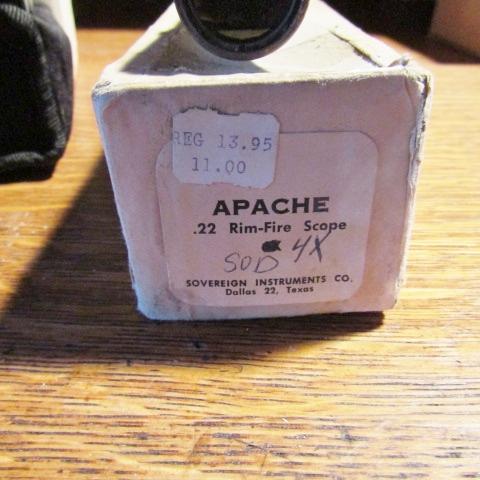 REG 13.95
11.00
APACHE
.22 Rim-Fire Scope
4X
SOD
SOVEREIGN INSTRUMENTS CO.
Dallas 22, Texas